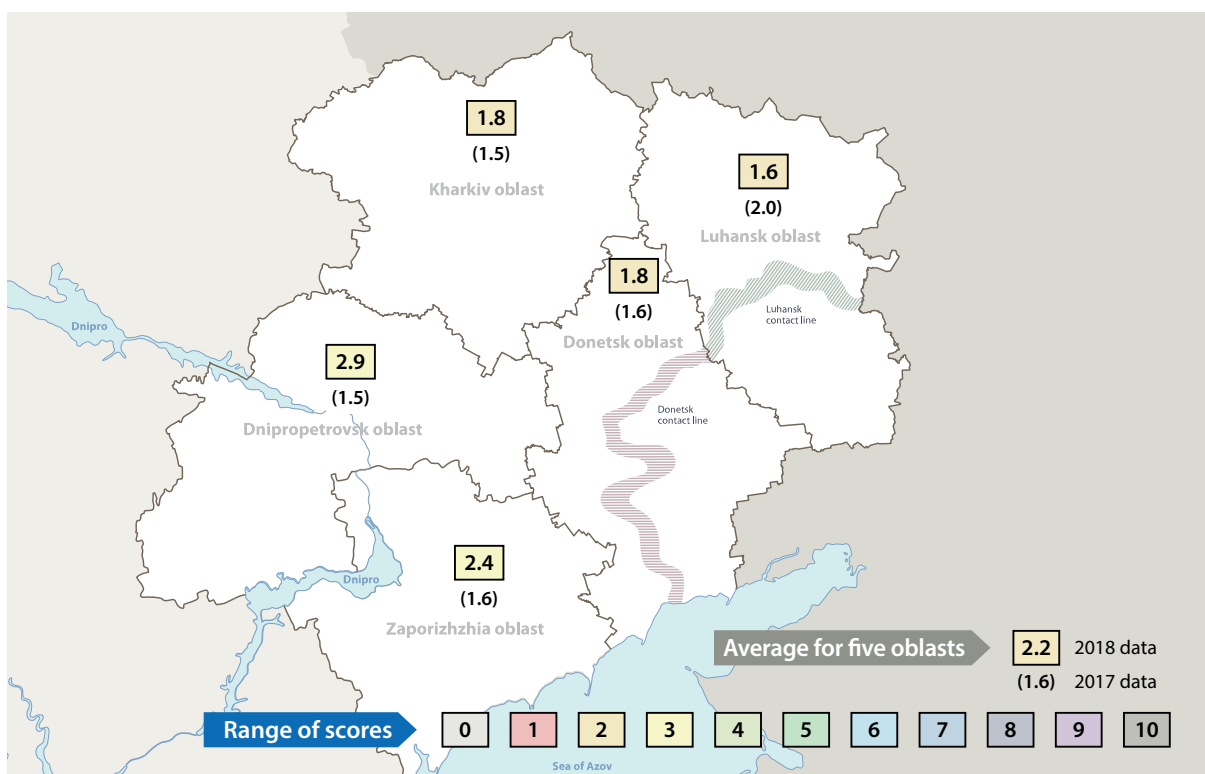 1.8
(1.5)
Kharkiv oblast
1.6
(2.0)
Luhansk oblast
1.8
(1.6)
Donetsk oblast
Luhansk
contact line
Dnipro
2.9
(1.5)
Dnipropetrovsk oblast
Donetsk
contact line
2.4
(1.6)
Dnipro
Zaporizhzhia oblast
Average for five oblasts
2.2 2018 data
(1.6) 2017 data
Range of scores 0 1 2 3 4 5 6 7 8 9 10
Sea of Azov